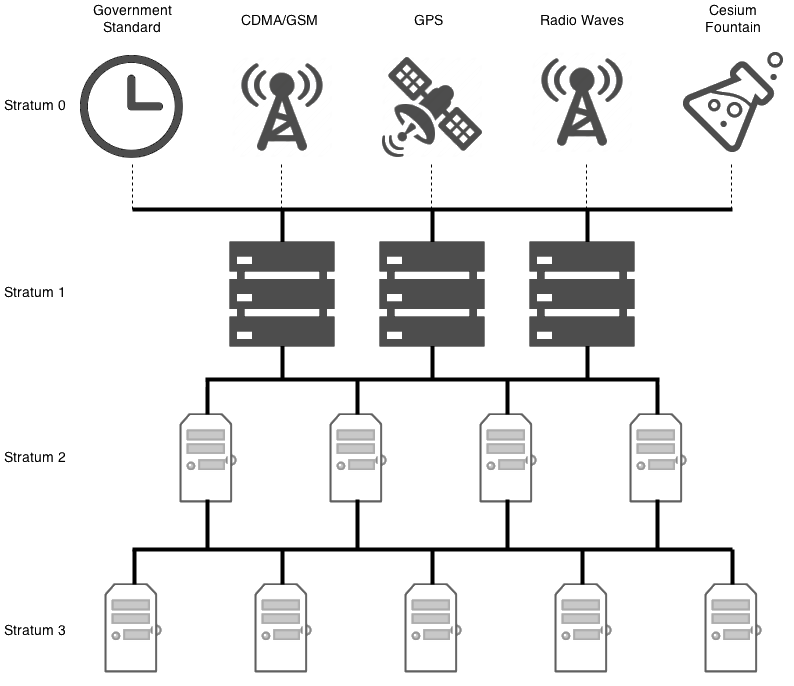 Government
Standard
CDMA/GSM
GPS
Radio Waves
Cesium
Fountain
Stratum 0
Stratum 1
Stratum 2
Stratum 3